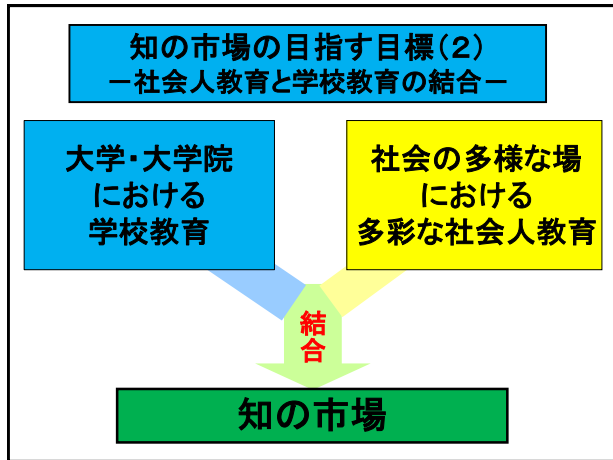 知の市場の目指す目標(2)
－社会人教育と学校教育の結合－
大学・大学院
における
学校教育
社会の多様な場
における
多彩な社会人教育
結
合
知の市場